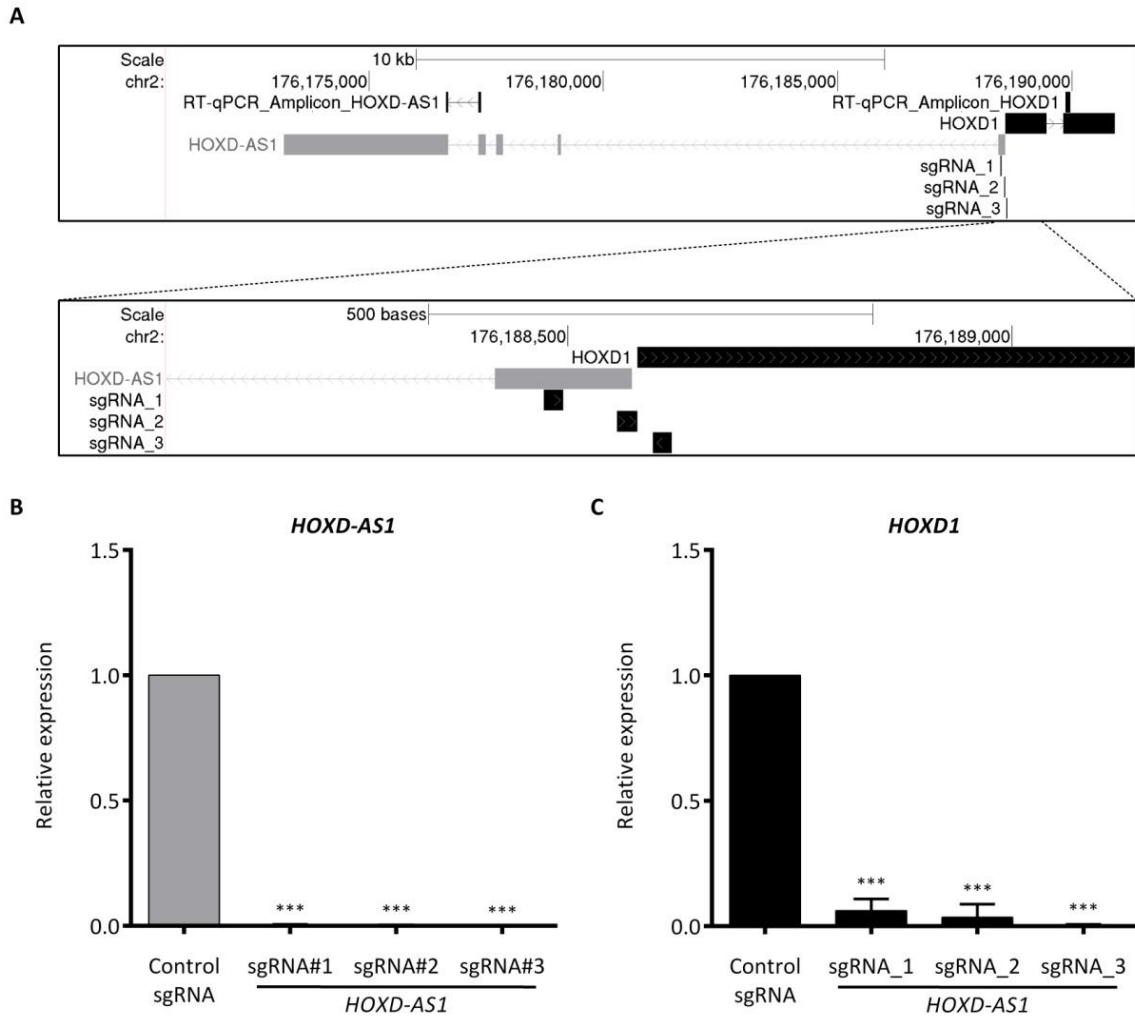 A
Scale 10 kb
chr2: 176,175,000 176,180,000 176,185,000 176,190,000
RT-qPCR_Amplicon_HOXD-AS1 RT-qPCR_Amplicon_HOXD1
HOXD1
HOXD-AS1
sgRNA_1
sgRNA_2
sgRNA_3
Scale 500 bases
chr2: 176,188,500 176,189,000
HOXD1
HOXD-AS1
sgRNA_1
sgRNA_2
sgRNA_3
B
HOXD-AS1
Relative expression
1.5
1.0
0.5
0.0
*** *** ***
Control sgRNA#1 sgRNA#2 sgRNA#3
sgRNA
HOXD-AS1
C
HOXD1
Relative expression
1.5
1.0
0.5
0.0
*** *** ***
Control sgRNA_1 sgRNA_2 sgRNA_3
sgRNA
HOXD-AS1